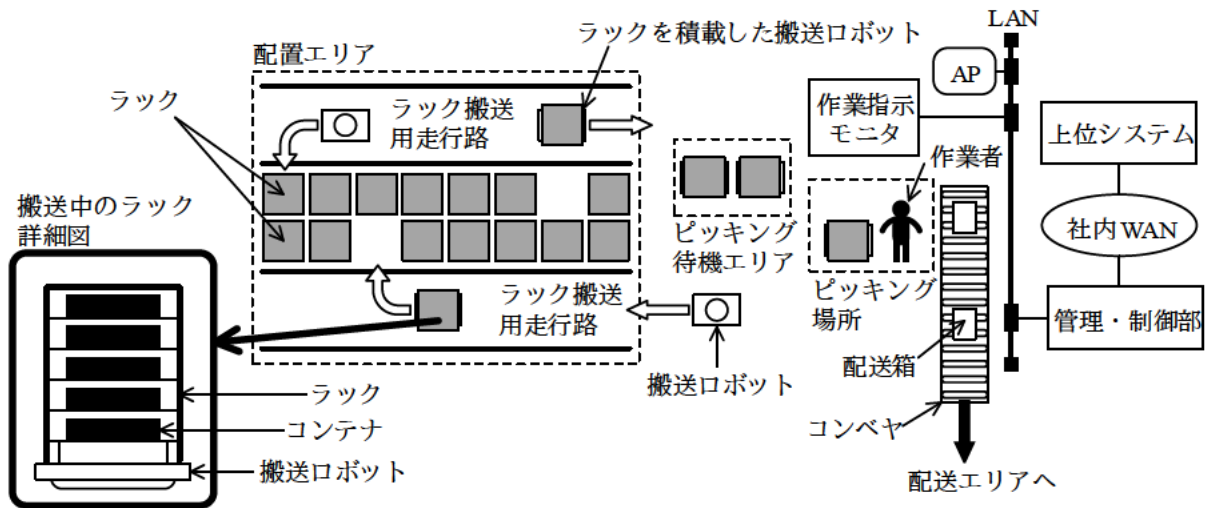 LAN
ラックを積載した搬送ロボット
配置エリア
AP
ラック
ラック搬送
用走行路
作業指示
モニタ
上位システム
作業者
搬送中のラック
詳細図
社内WAN
ピッキング
待機エリア
ラック搬送
用走行路
ピッキング
場所
管理・制御部
配送箱
搬送ロボット
ラック
コンテナ
コンベヤ
搬送ロボット
配送エリアへ